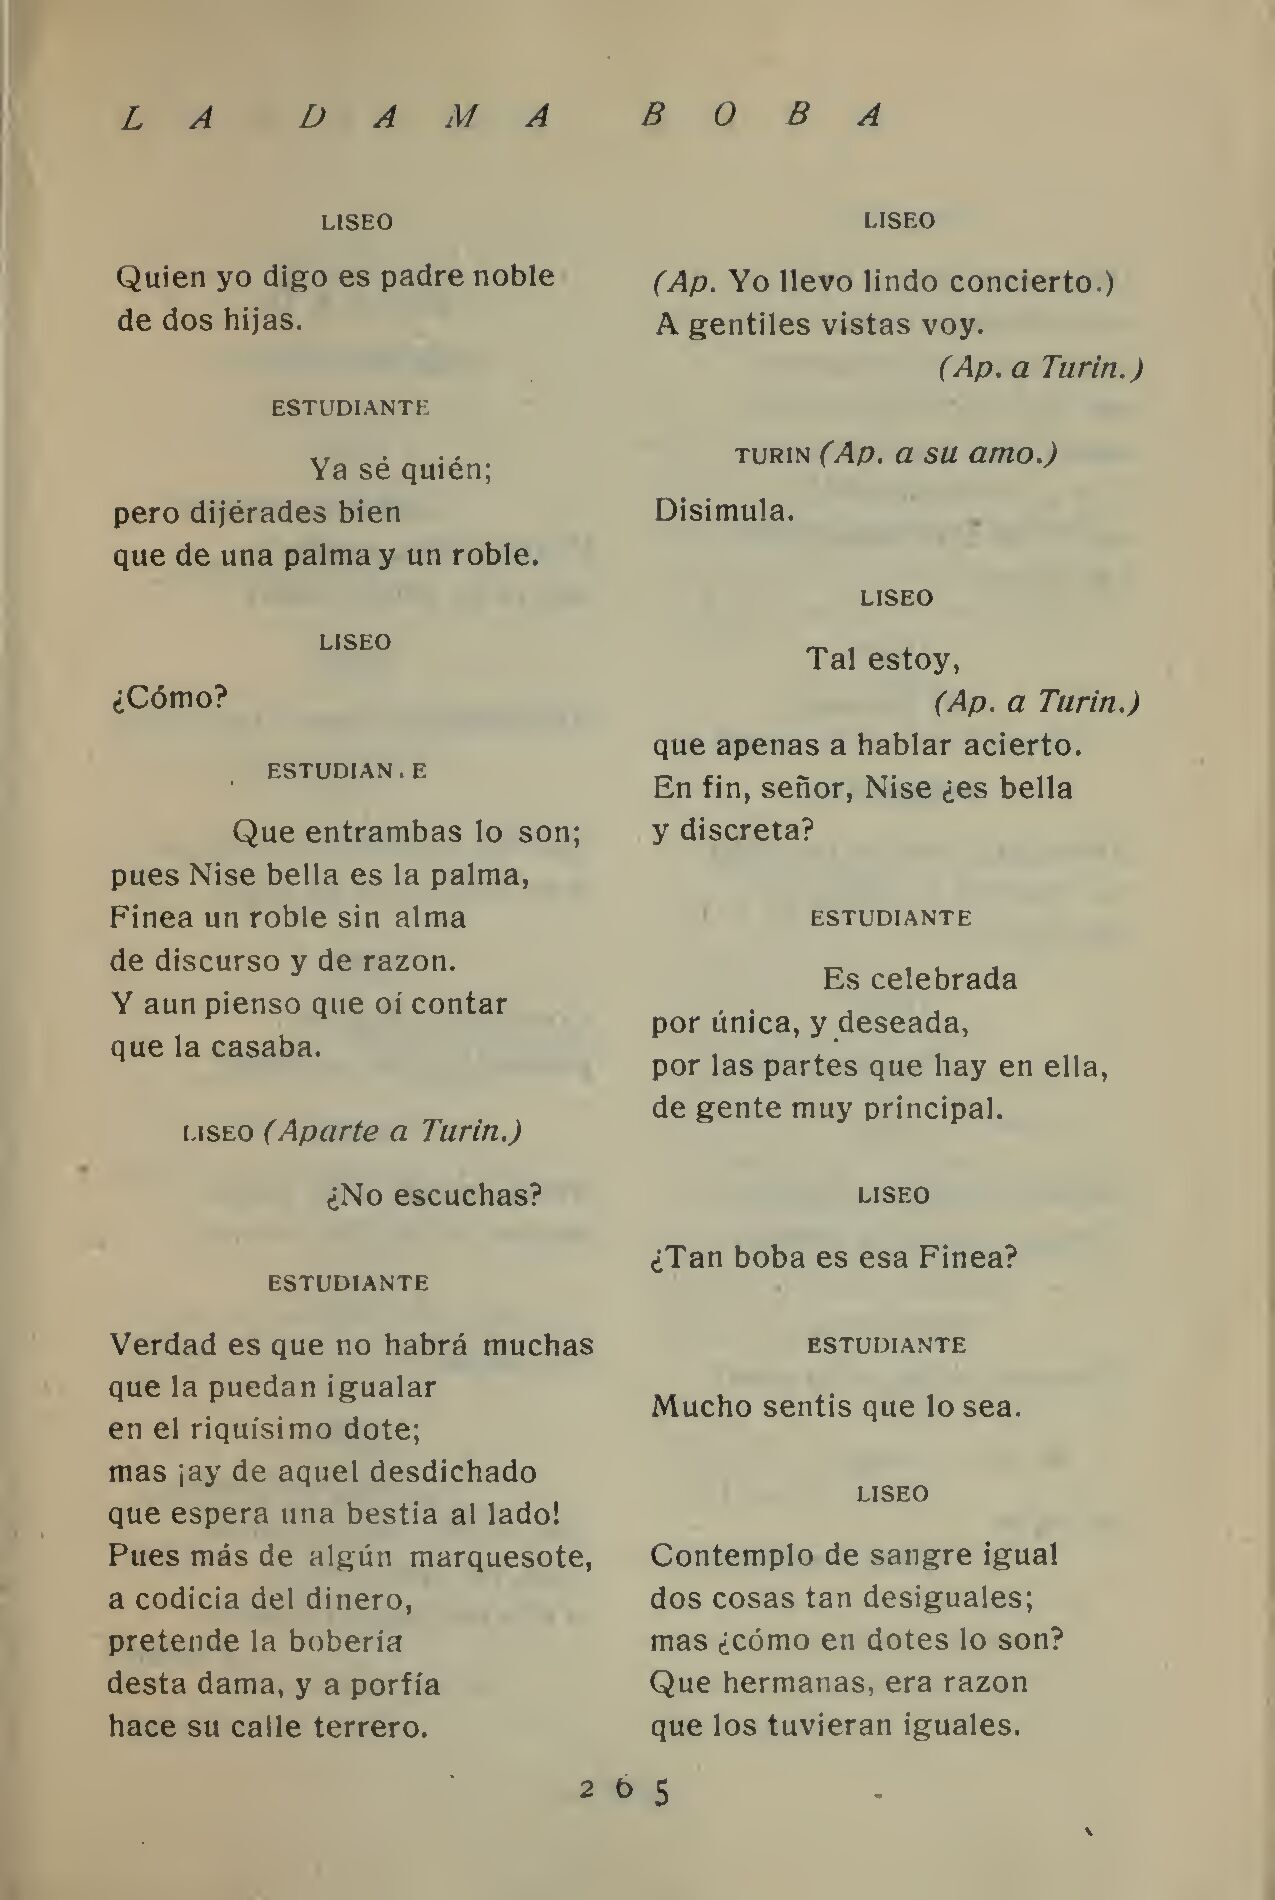 LA DAMA BOBA
LISEO
Quien yo digo es padre noble
de dos hijas.
ESTUDIANTE
Ya sé quién;
pero dijérades bien
que de una palma y un roble.
LISEO
¿Cómo?
ESTUDIAN.E
Que entrambas lo son;
pues Nise bella es la palma,
Finea un roble sin alma
de discurso y de razon.
Y aun pienso que oí contar
que la casaba.
LISEO (Aparte a Turin.)
¿No escuchas?
ESTUDIANTE
Verdad es que no habrá muchas
que la puedan igualar
en el riquísimo dote;
mas ¡ay de aquel desdichado
que espera una bestia al lado!
Pues más de algún marquesote,
a codicia del dinero,
pretende la bobería
desta dama, y a porfía
hace su calle terrero.
LISEO
(Ap. Yo llevo lindo concierto.)
A gentiles vistas voy.
(Ap. a Turin.)
TURIN (Ap. a su amo.)
Disimula.
LISEO
Tal estoy,
(Ap. a Turin.)
que apenas a hablar acierto.
En fin, señor, Nise ¿es bella
y discreta?
ESTUDIANTE
Es celebrada
por única, y deseada,
por las partes que hay en ella,
de gente muy principal.
LISEO
¿Tan boba es esa Finea?
ESTUDIANTE
Mucho sentis que lo sea.
LISEO
Contemplo de sangre igual
dos cosas tan desiguales;
mas ¿cómo en dotes lo son?
Que hermanas, era razon
que los tuvieran iguales.
265